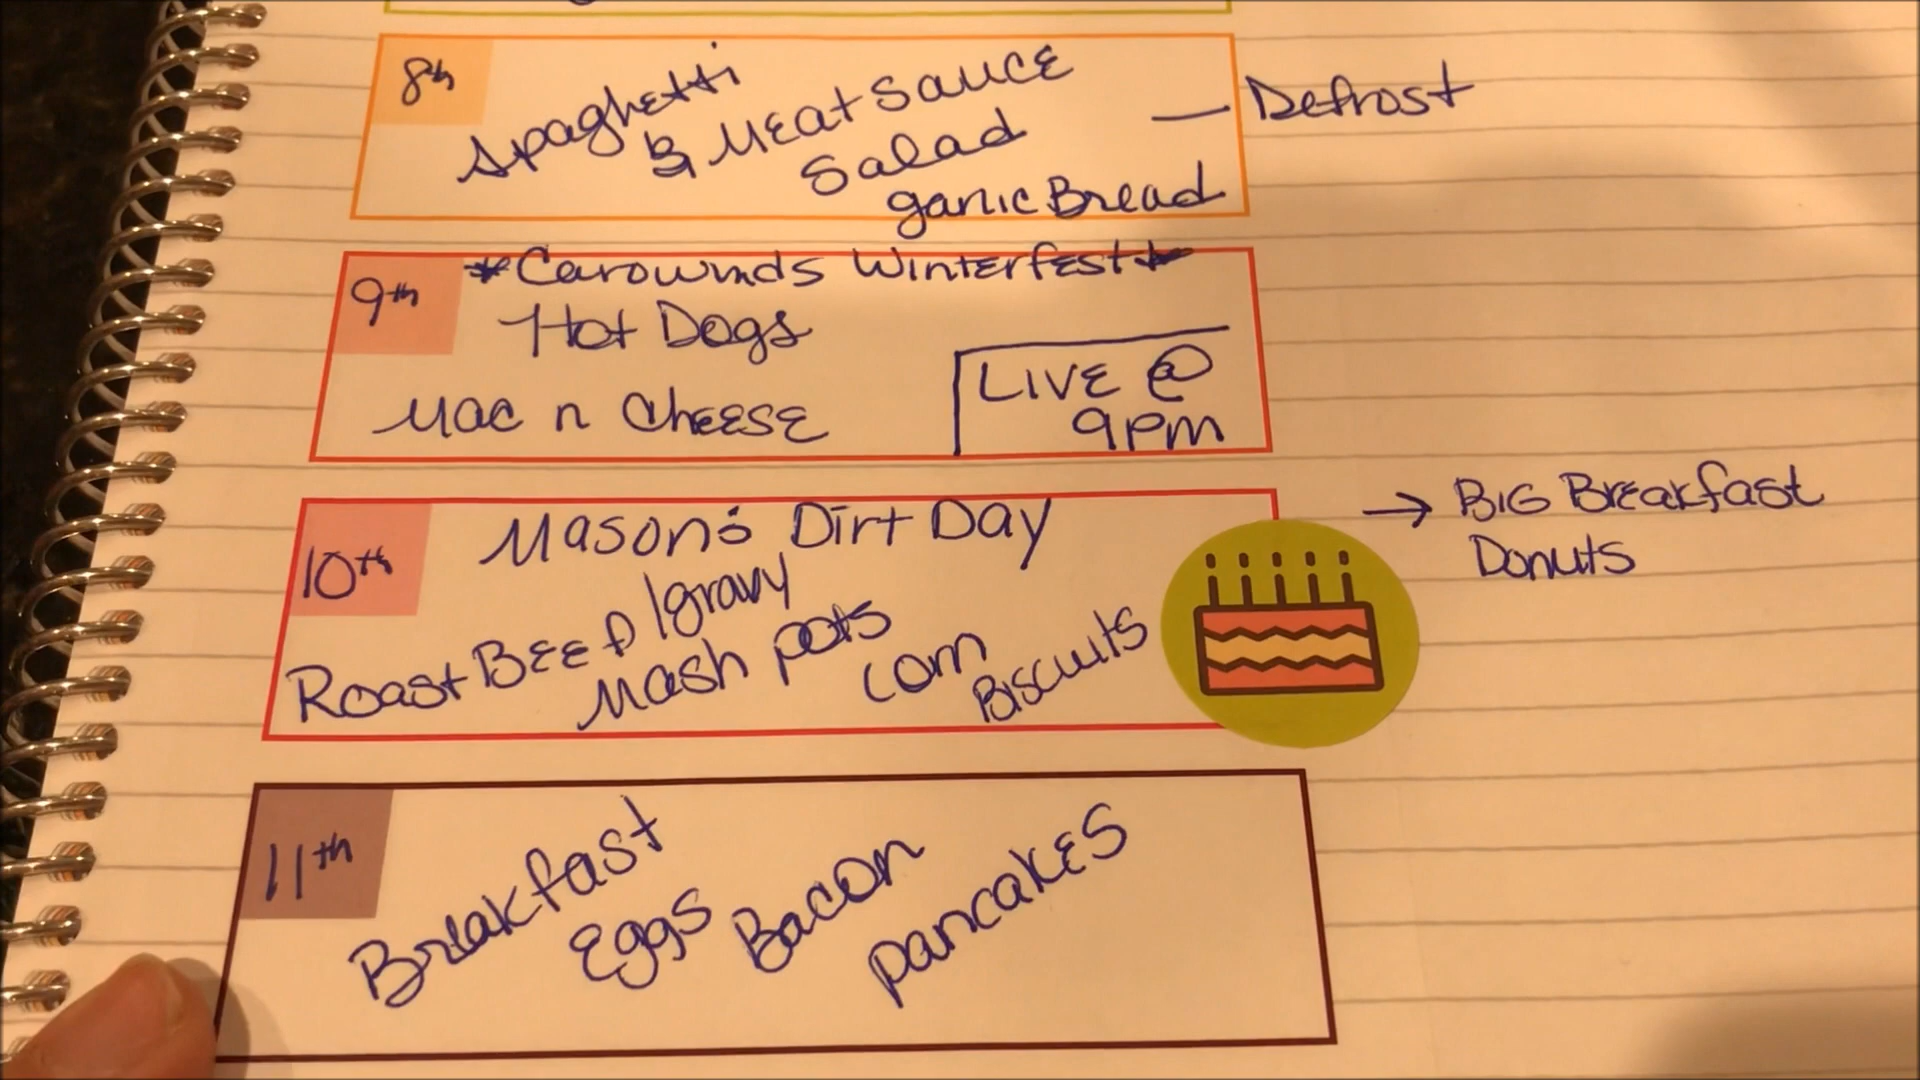 8th
Spaghetti
& Meat Sauce
Salad
garlic Bread
— Defrost
9th
*Carowinds Winterfest*
Hot Dogs
Mac n Cheese
LIVE @
9pm
10th
Mason's Dirt Day
Roast Beef/gravy
Mash pots
Corn
Biscuits
→ BIG Breakfast
Donuts
11th
Breakfast
Eggs
Bacon
pancakes